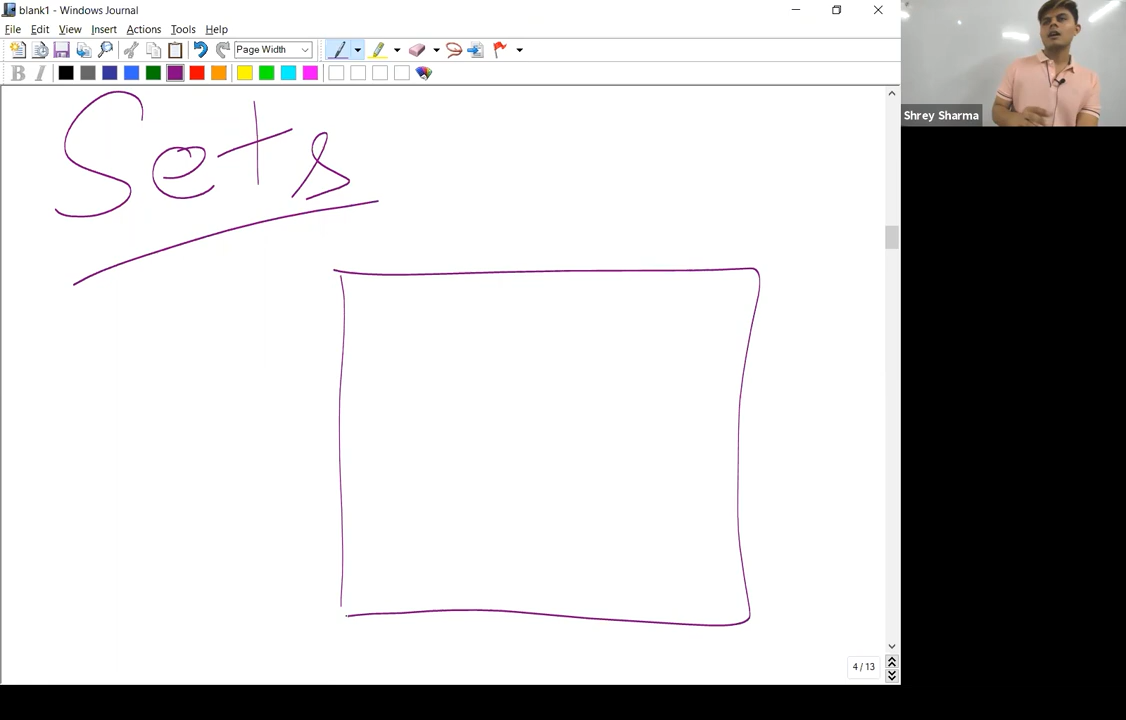 blank1 - Windows Journal
File Edit View Insert Actions Tools Help
Page Width
B I
Shrey Sharma
Sets
4 / 13